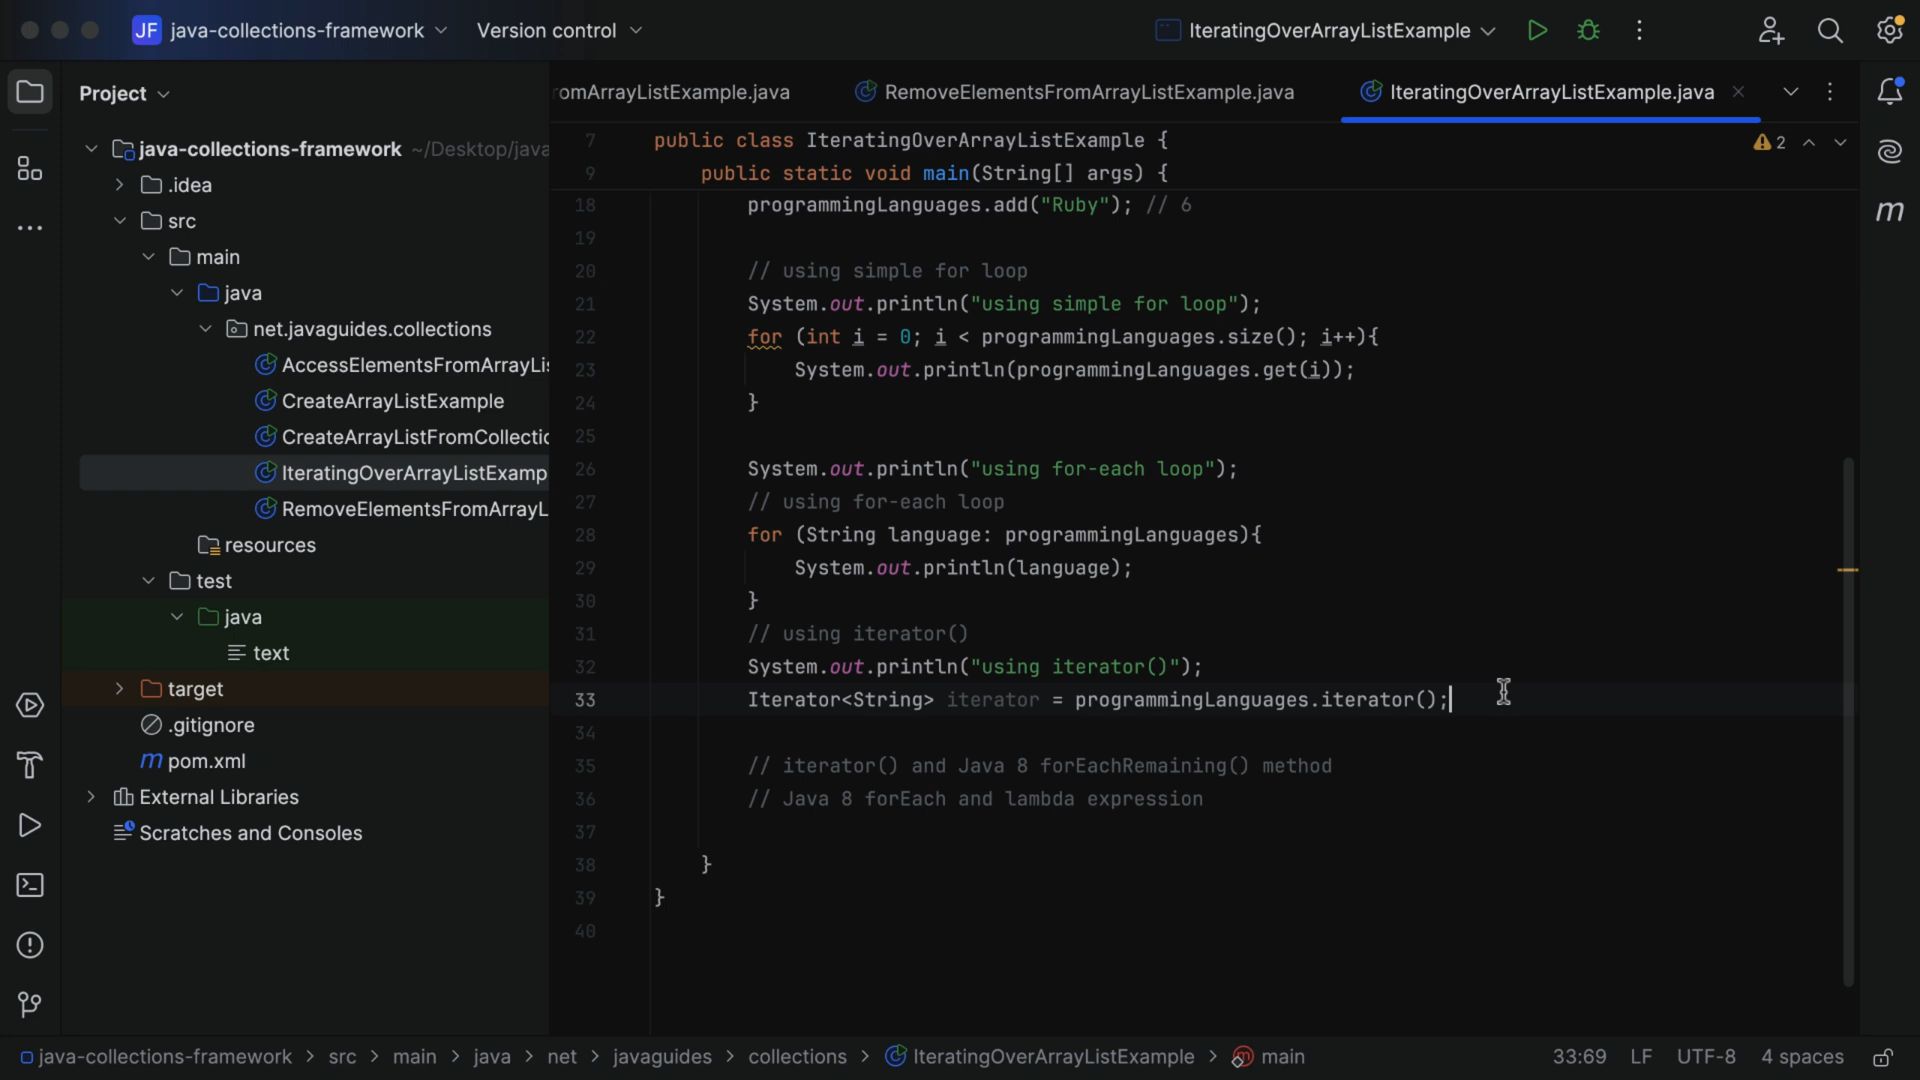 JF java-collections-framework Version control IteratingOverArrayListExample
Project
java-collections-framework ~/Desktop/java
.idea
src
main
java
net.javaguides.collections
AccessElementsFromArrayLis
CreateArrayListExample
CreateArrayListFromCollectio
IteratingOverArrayListExamp
RemoveElementsFromArrayL
resources
test
java
text
target
.gitignore
m pom.xml
External Libraries
Scratches and Consoles
omArrayListExample.java RemoveElementsFromArrayListExample.java IteratingOverArrayListExample.java
2
m
7 public class IteratingOverArrayListExample {
9 public static void main(String[] args) {
18 programmingLanguages.add("Ruby"); // 6
19
20 // using simple for loop
21 System.out.println("using simple for loop");
22 for (int i = 0; i < programmingLanguages.size(); i++){
23 System.out.println(programmingLanguages.get(i));
24 }
25
26 System.out.println("using for-each loop");
27 // using for-each loop
28 for (String language: programmingLanguages){
29 System.out.println(language);
30 }
31 // using iterator()
32 System.out.println("using iterator()");
33 Iterator<String> iterator = programmingLanguages.iterator();
34
35 // iterator() and Java 8 forEachRemaining() method
36 // Java 8 forEach and lambda expression
37
38 }
39 }
40
java-collections-framework > src > main > java > net > javaguides > collections > IteratingOverArrayListExample > m main 33:69 LF UTF-8 4 spaces